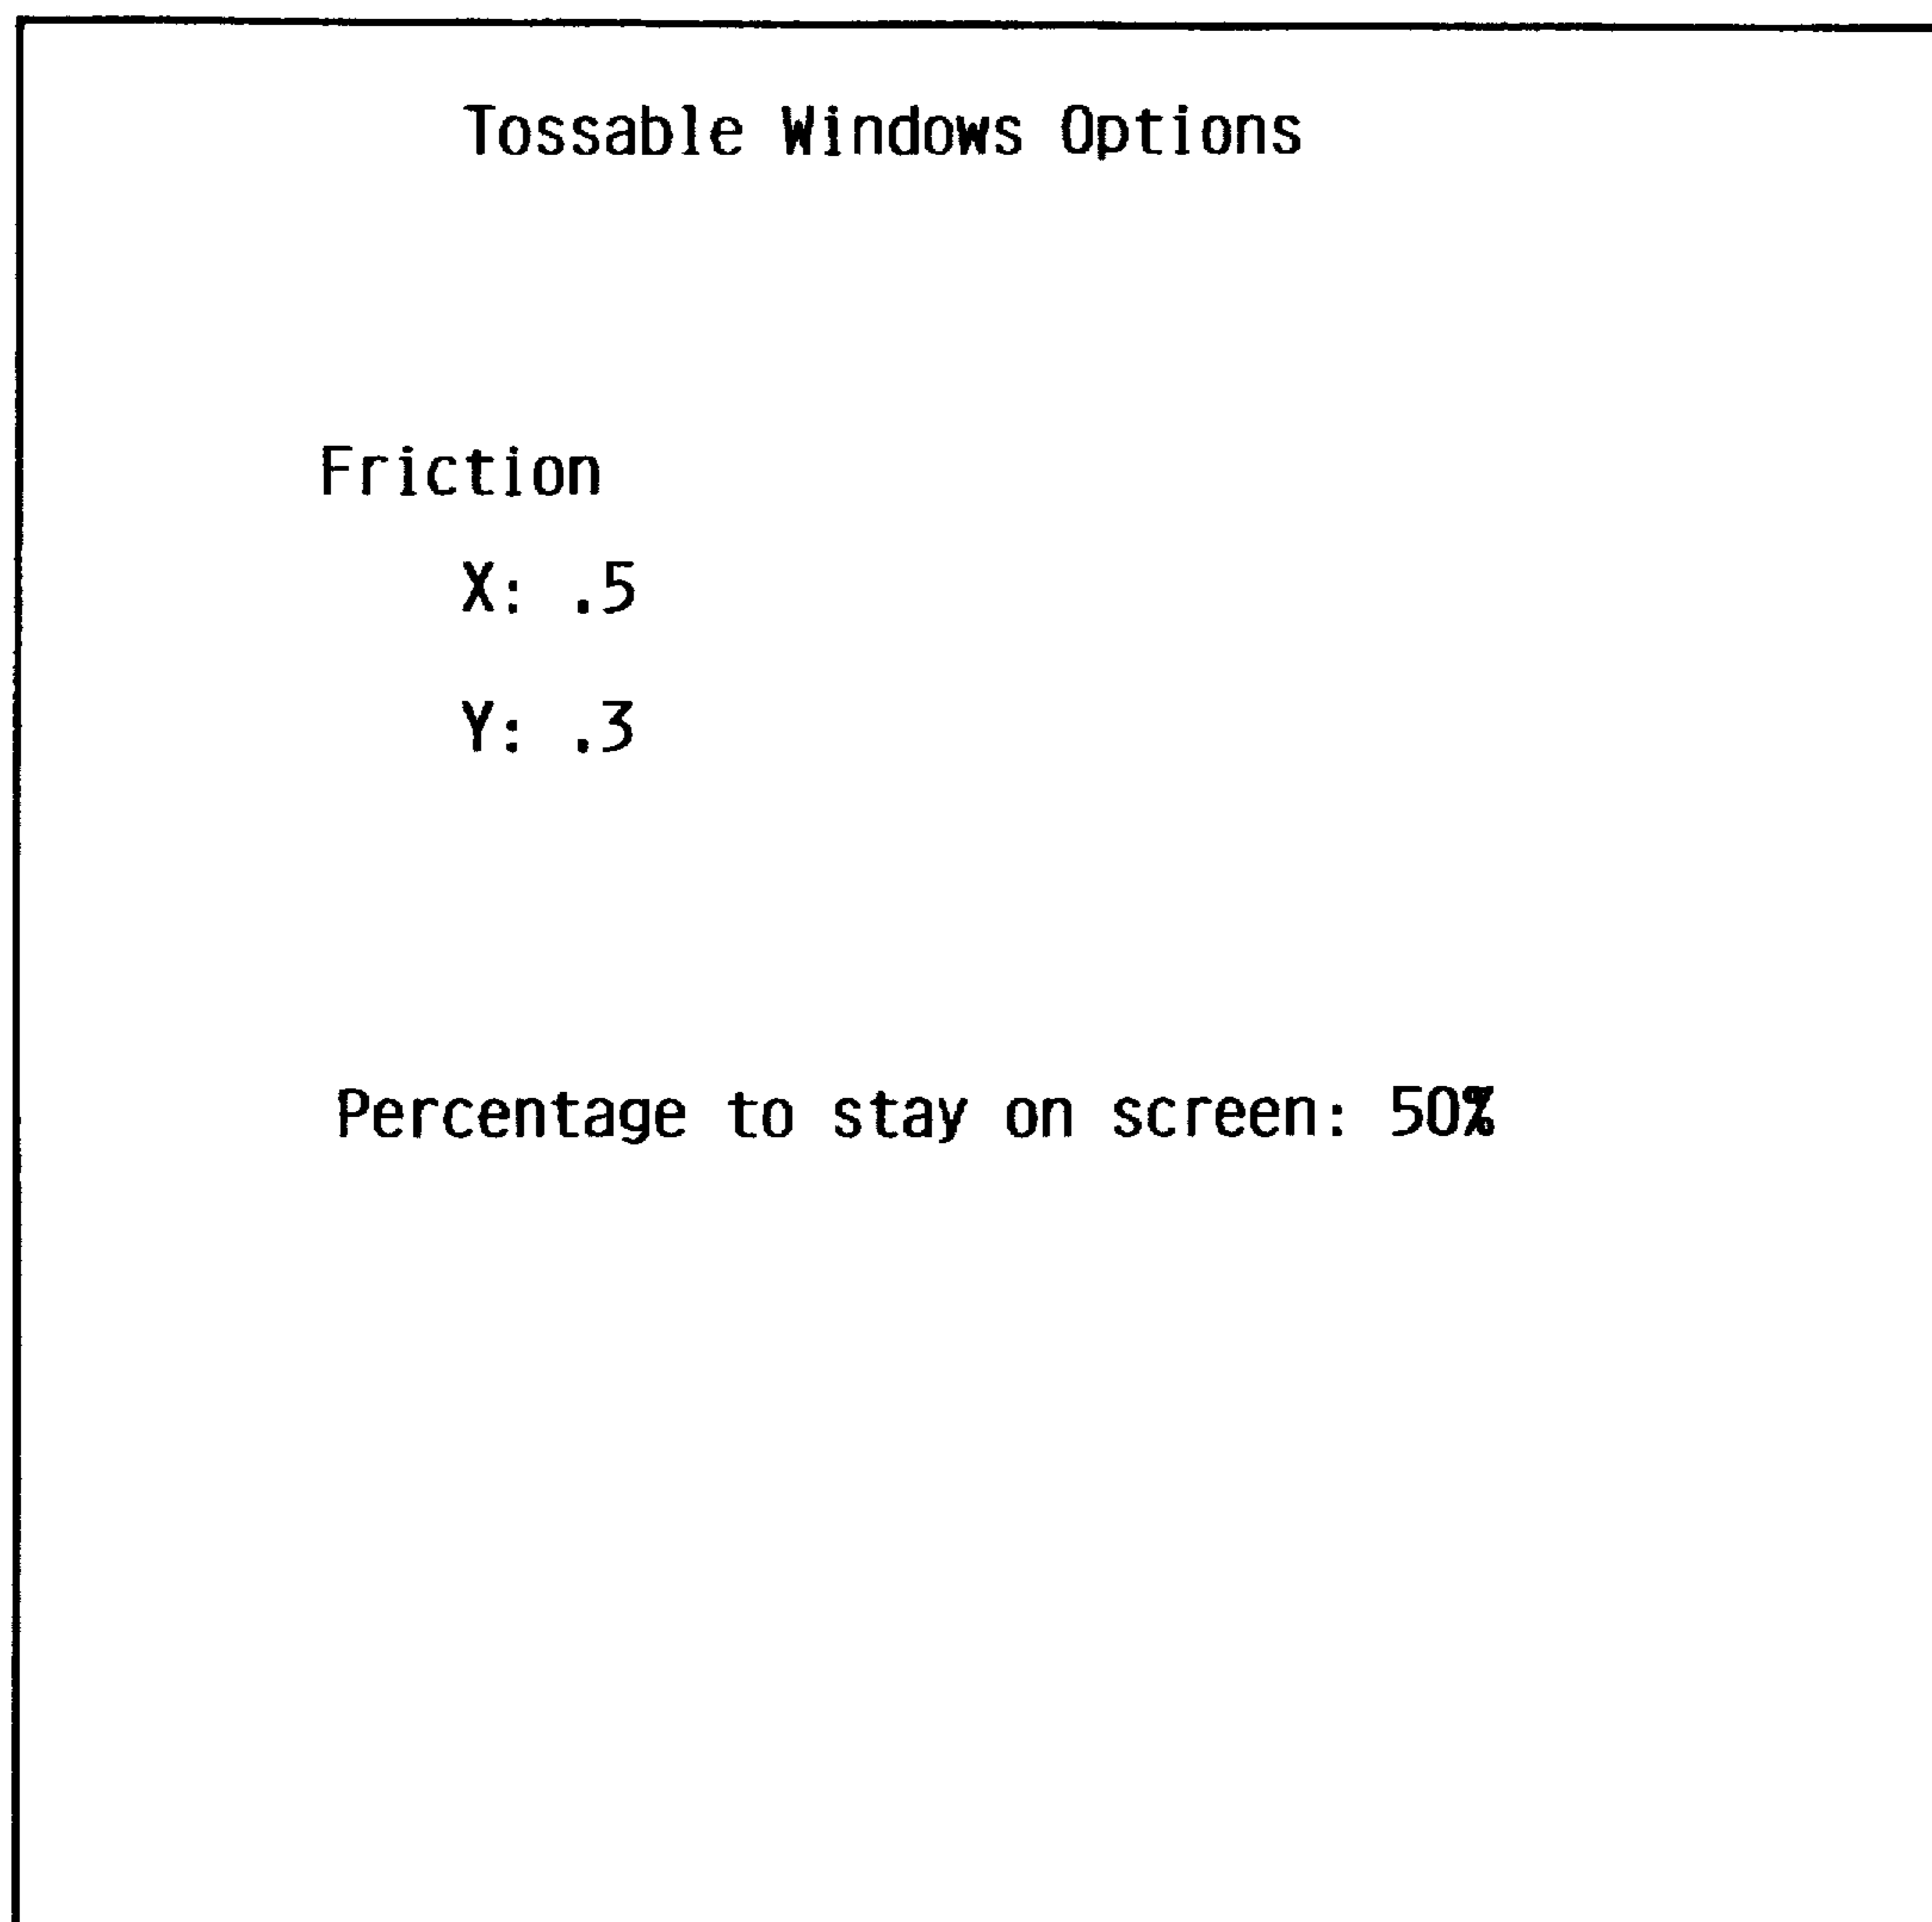 Tossable Windows Options
Friction
X: .5
Y: .3
Percentage to stay on screen: 50%